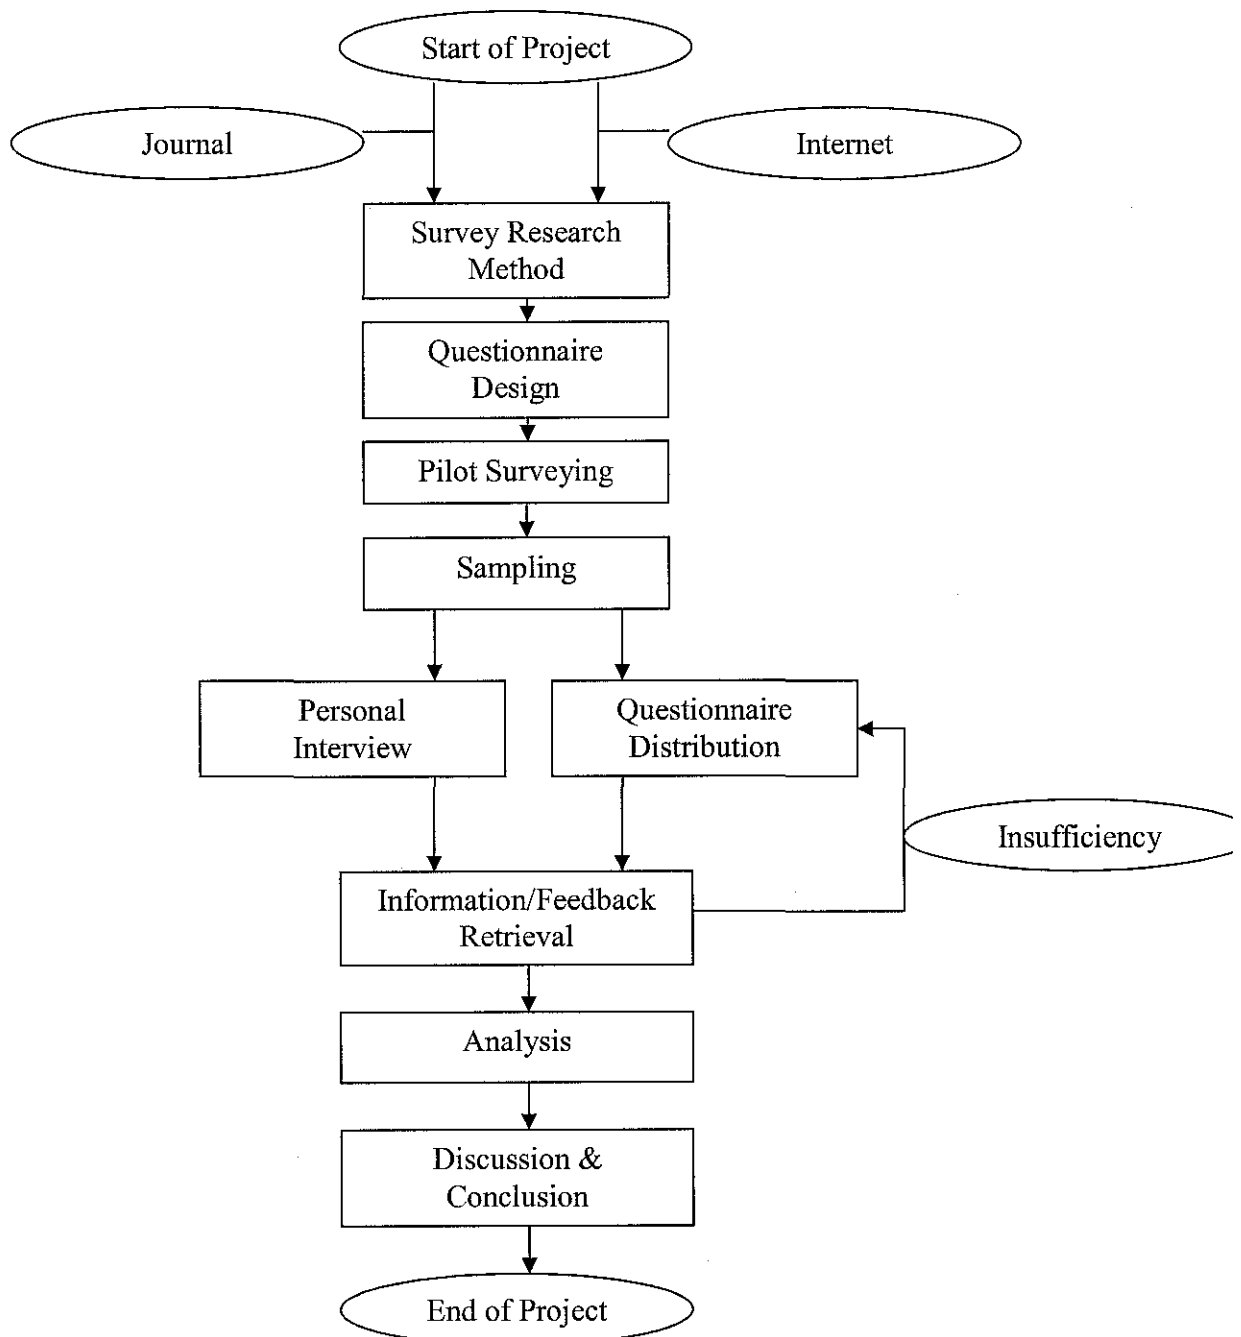 Start of Project
Journal
Internet
Survey Research
Method
Questionnaire
Design
Pilot Surveying
Sampling
Personal
Interview
Questionnaire
Distribution
Insufficiency
Information/Feedback
Retrieval
Analysis
Discussion &
Conclusion
End of Project